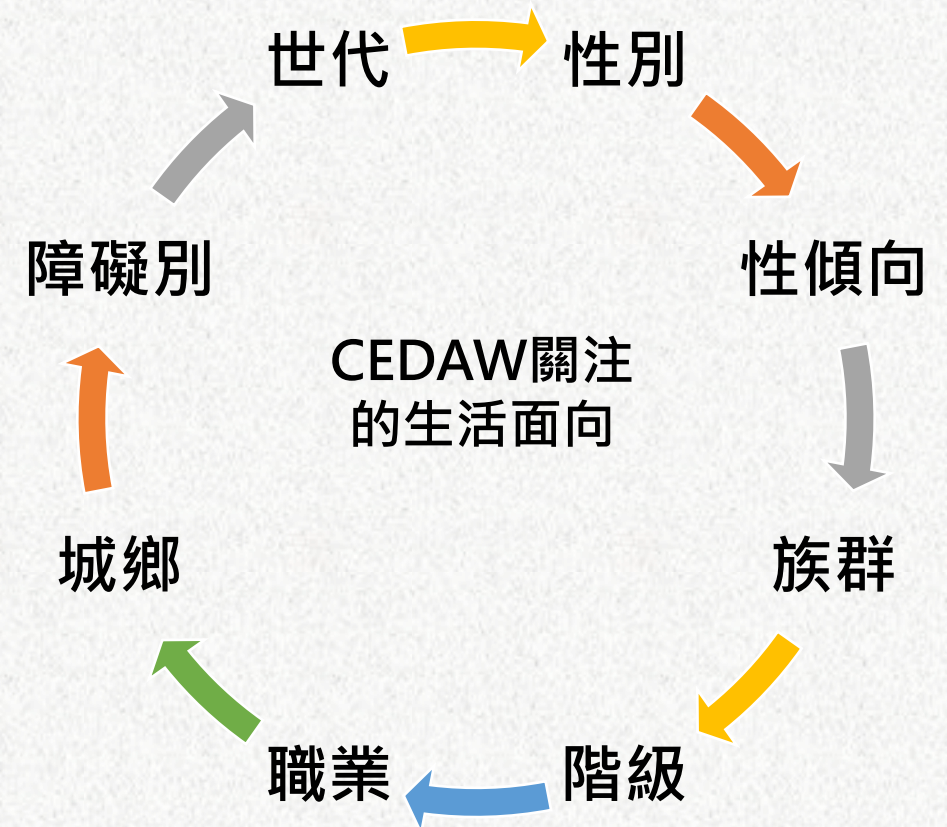 世代
性別
性傾向
族群
階級
職業
城鄉
障礙別
CEDAW關注
的生活面向